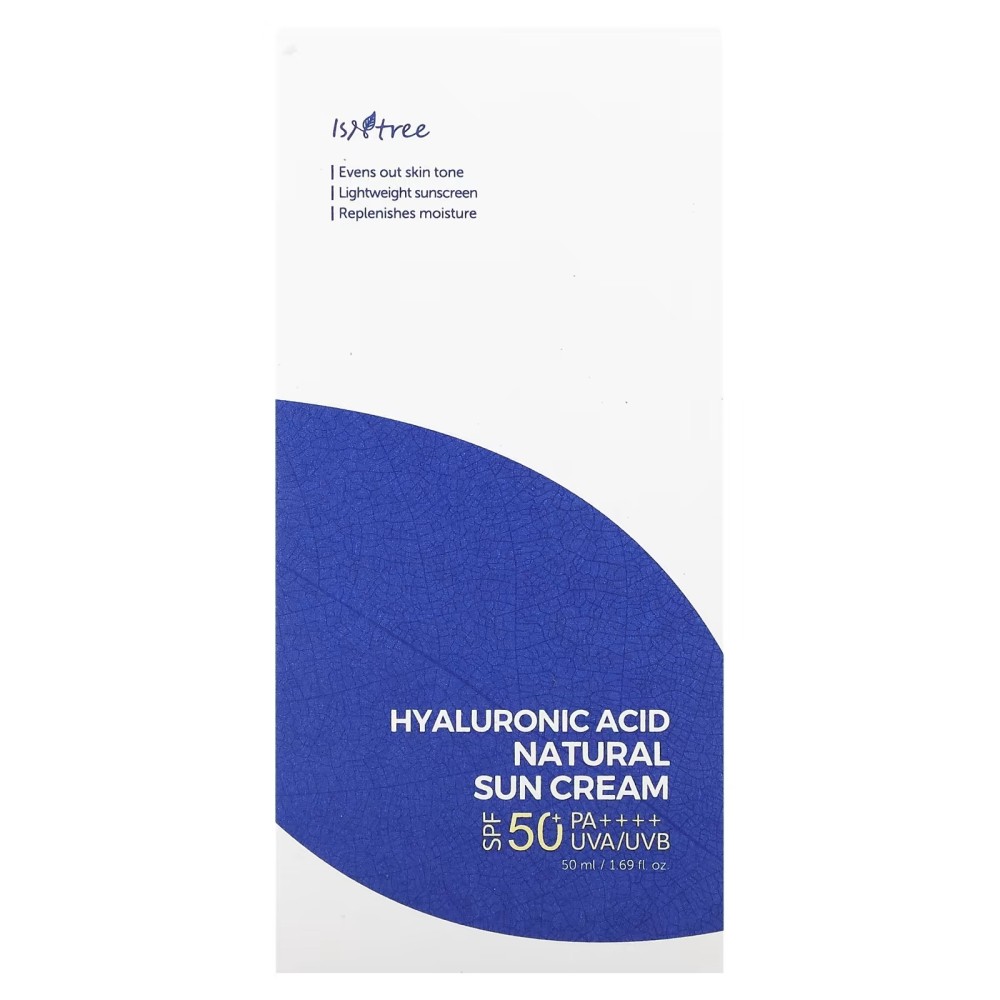 Isntree
Evens out skin tone
Lightweight sunscreen
Replenishes moisture
HYALURONIC ACID
NATURAL
SUN CREAM
SPF 50+ PA++++
UVA/UVB
50 ml / 1.69 fl. oz.